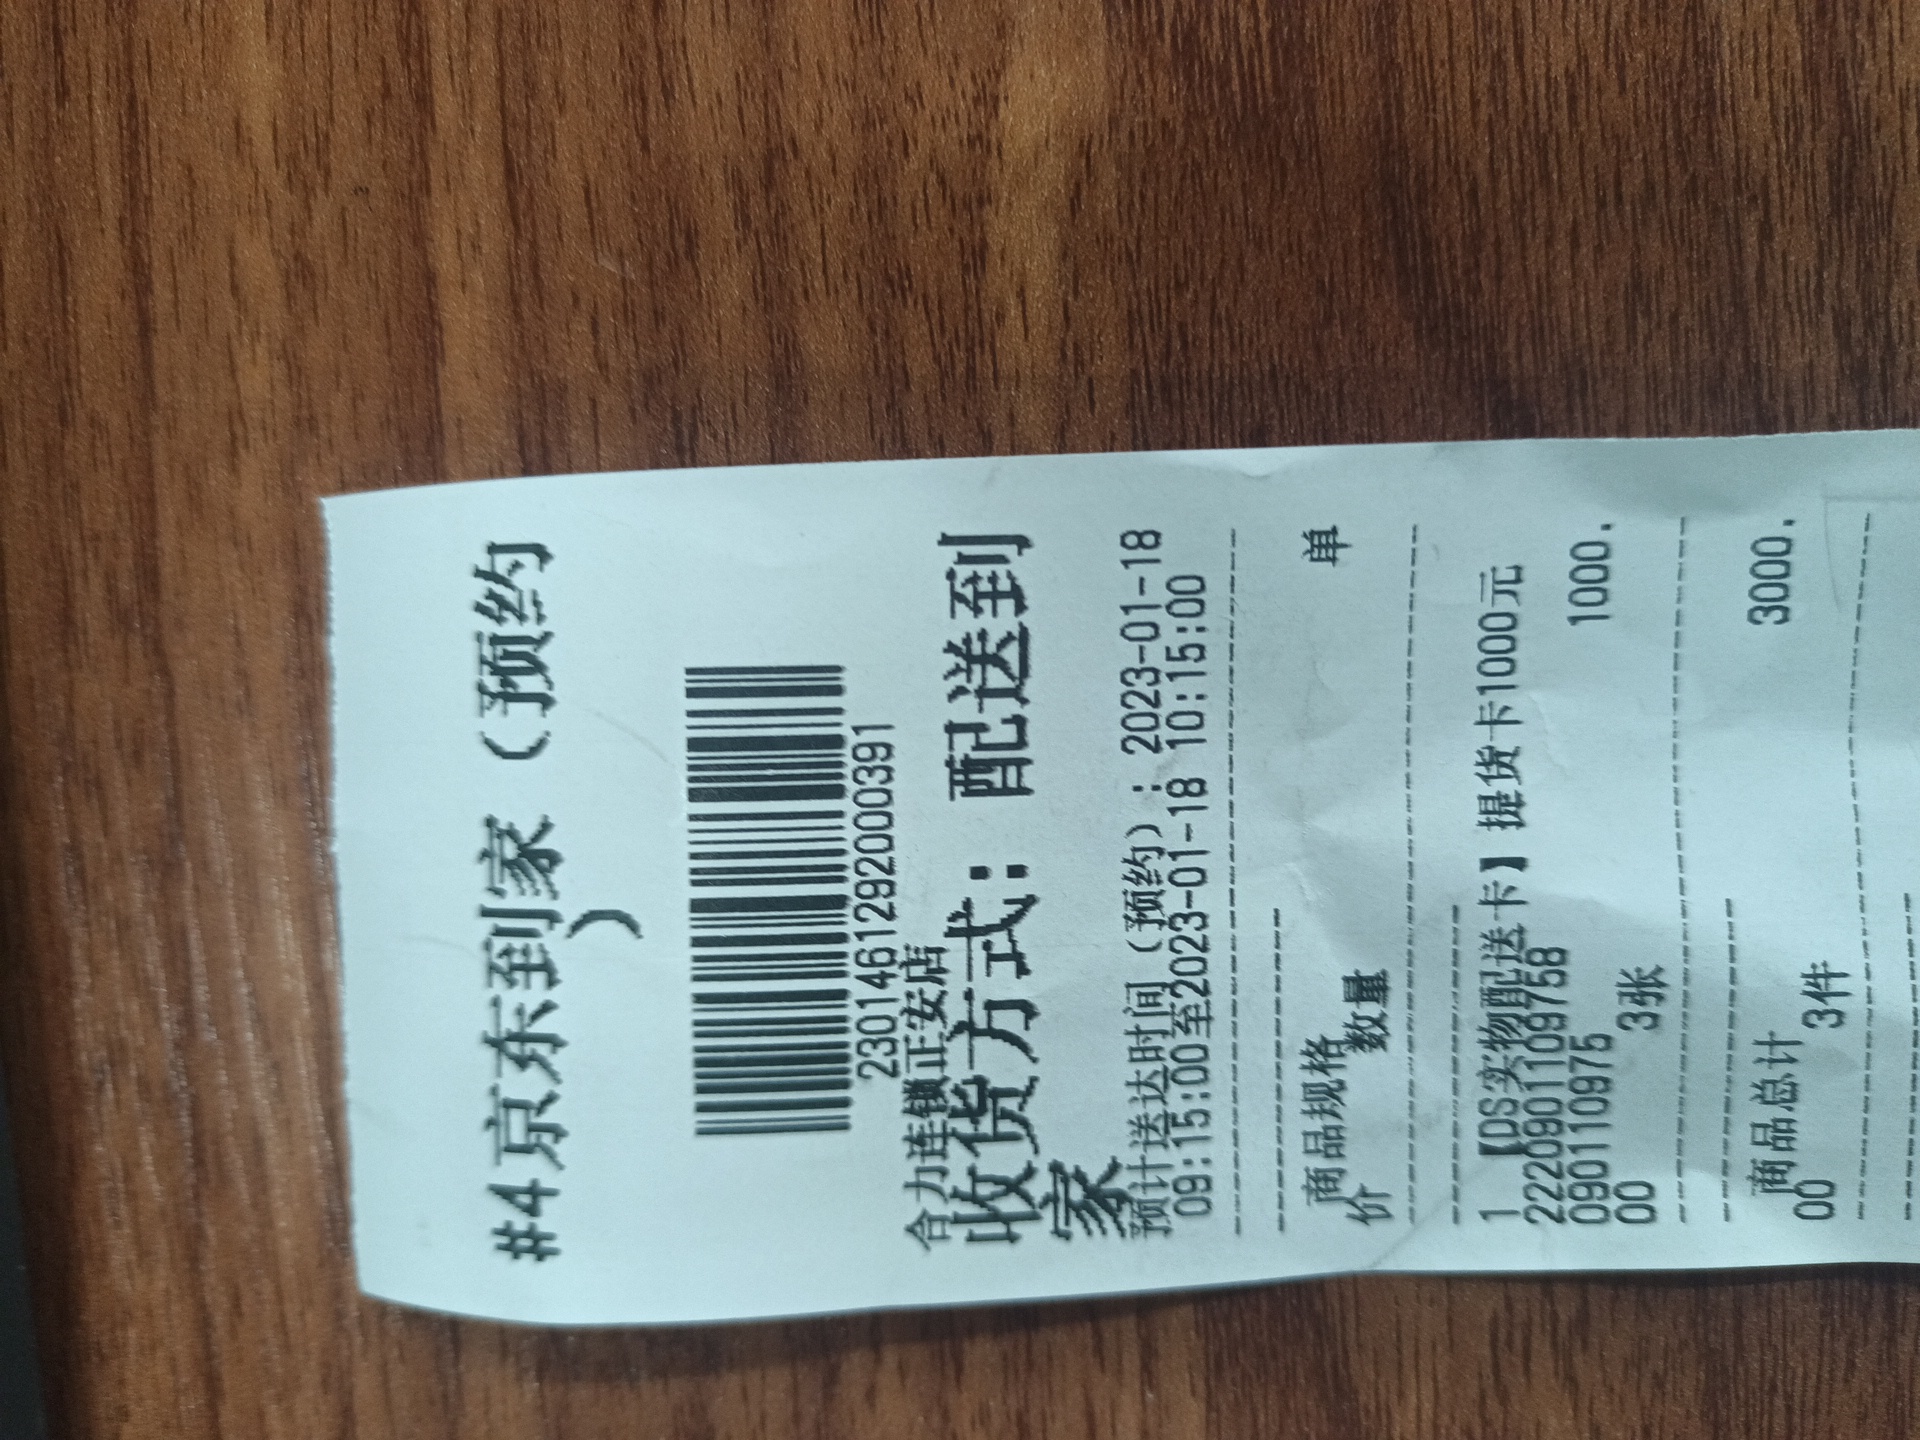 #4京东到家（预约
）
2301461292000391
合力连锁正安店
收货方式：配送到
家
预计送达时间（预约）：2023-01-18
09:15:00至2023-01-18 10:15:00
商品规格 单
价 数量
1 【DS实物配送卡】提货卡1000元
2220901109758
090110975 1000.
00 3张
商品总计 3000.
00 3件